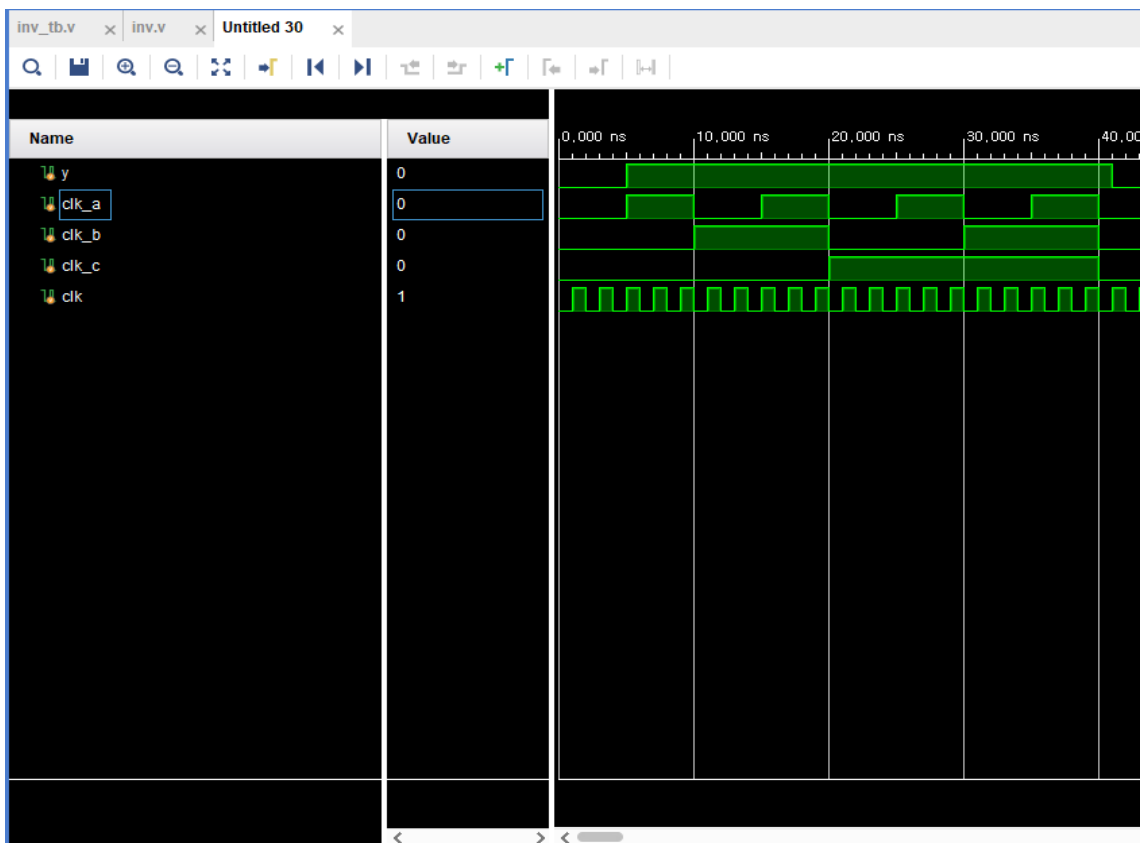 inv_tb.v × inv.v × Untitled 30 ×
Name Value
0,000 ns 10,000 ns 20,000 ns 30,000 ns 40,00
y 0
clk_a 0
clk_b 0
clk_c 0
clk 1